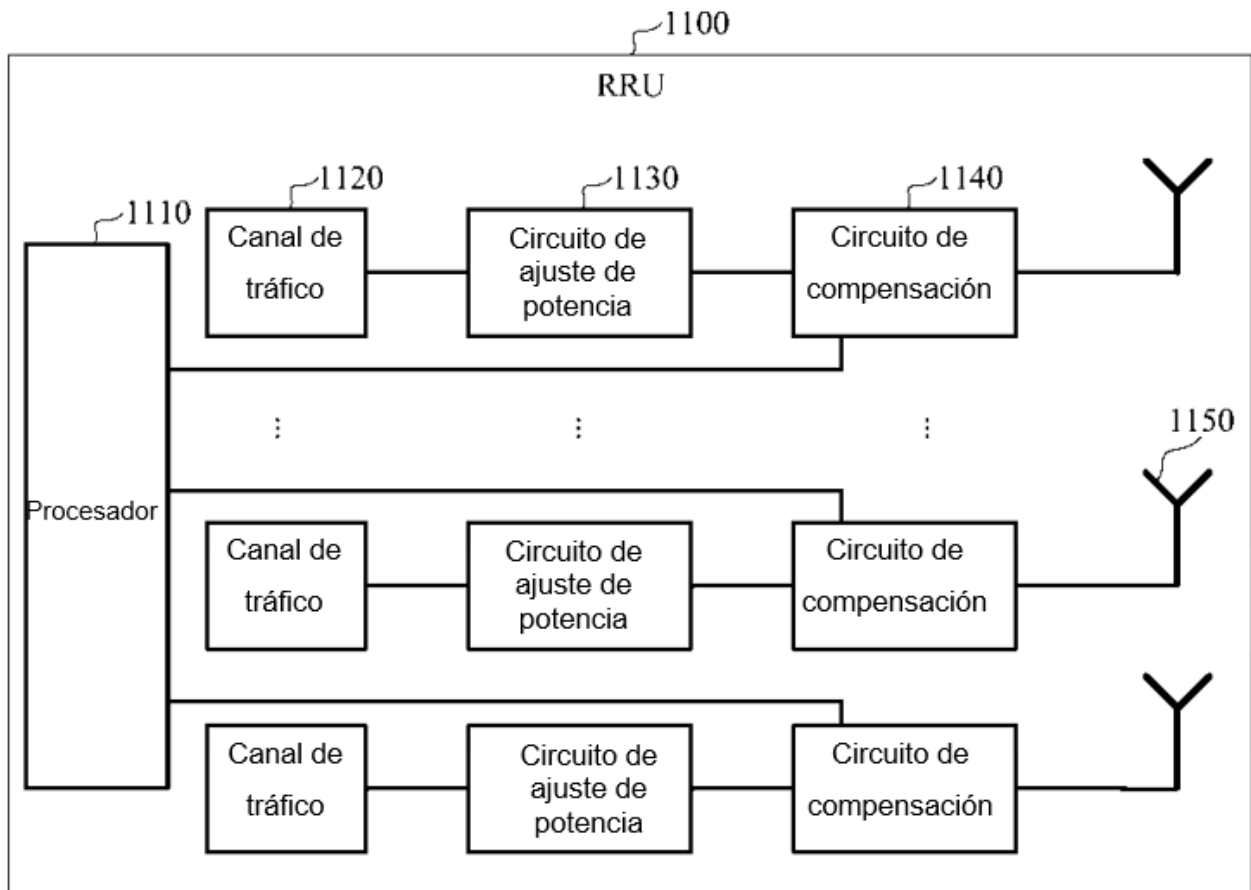 1100
RRU
1120
1130
1140
1110
Canal de
tráfico
Circuito de
ajuste de
potencia
Circuito de
compensación
⋮
⋮
⋮
1150
Procesador
Canal de
tráfico
Circuito de
ajuste de
potencia
Circuito de
compensación
Canal de
tráfico
Circuito de
ajuste de
potencia
Circuito de
compensación